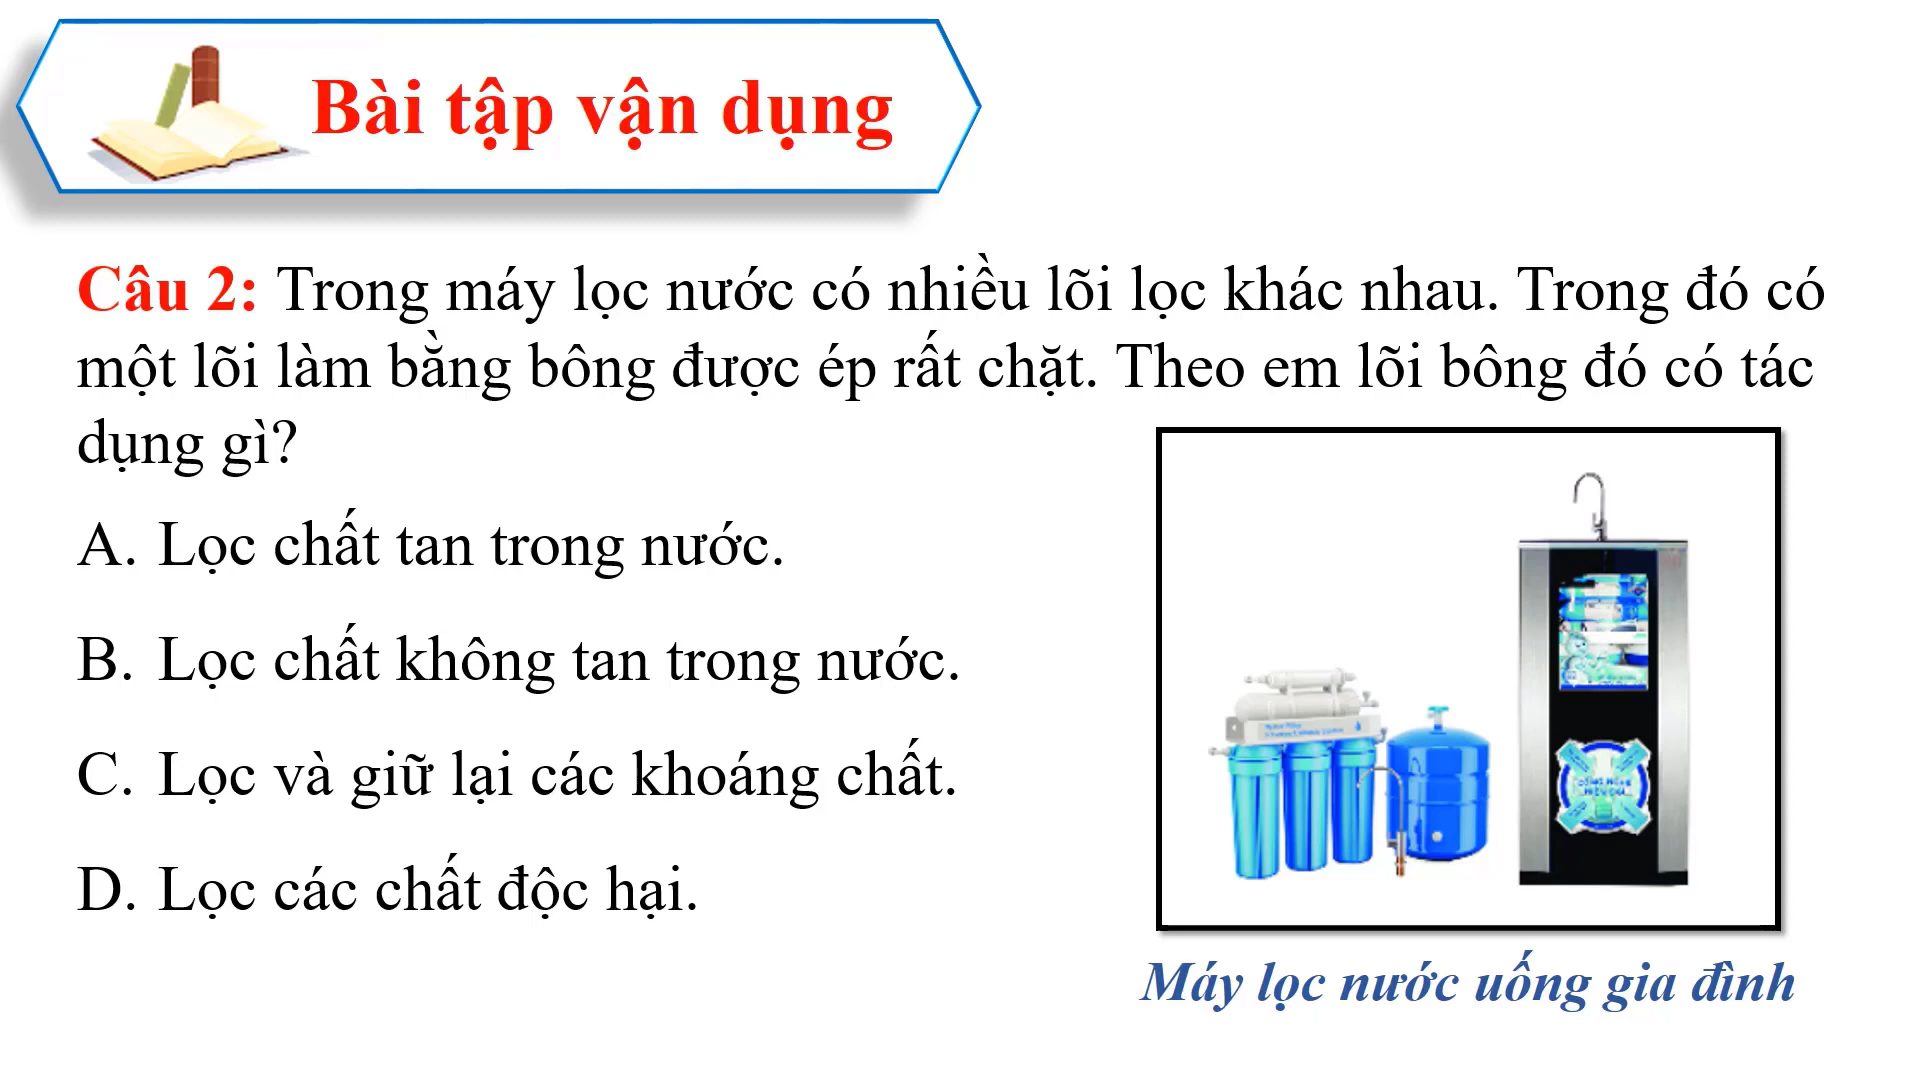 Bài tập vận dụng
Câu 2: Trong máy lọc nước có nhiều lõi lọc khác nhau. Trong đó có
một lõi làm bằng bông được ép rất chặt. Theo em lõi bông đó có tác
dụng gì?
A. Lọc chất tan trong nước.
B. Lọc chất không tan trong nước.
C. Lọc và giữ lại các khoáng chất.
D. Lọc các chất độc hại.
Máy lọc nước uống gia đình